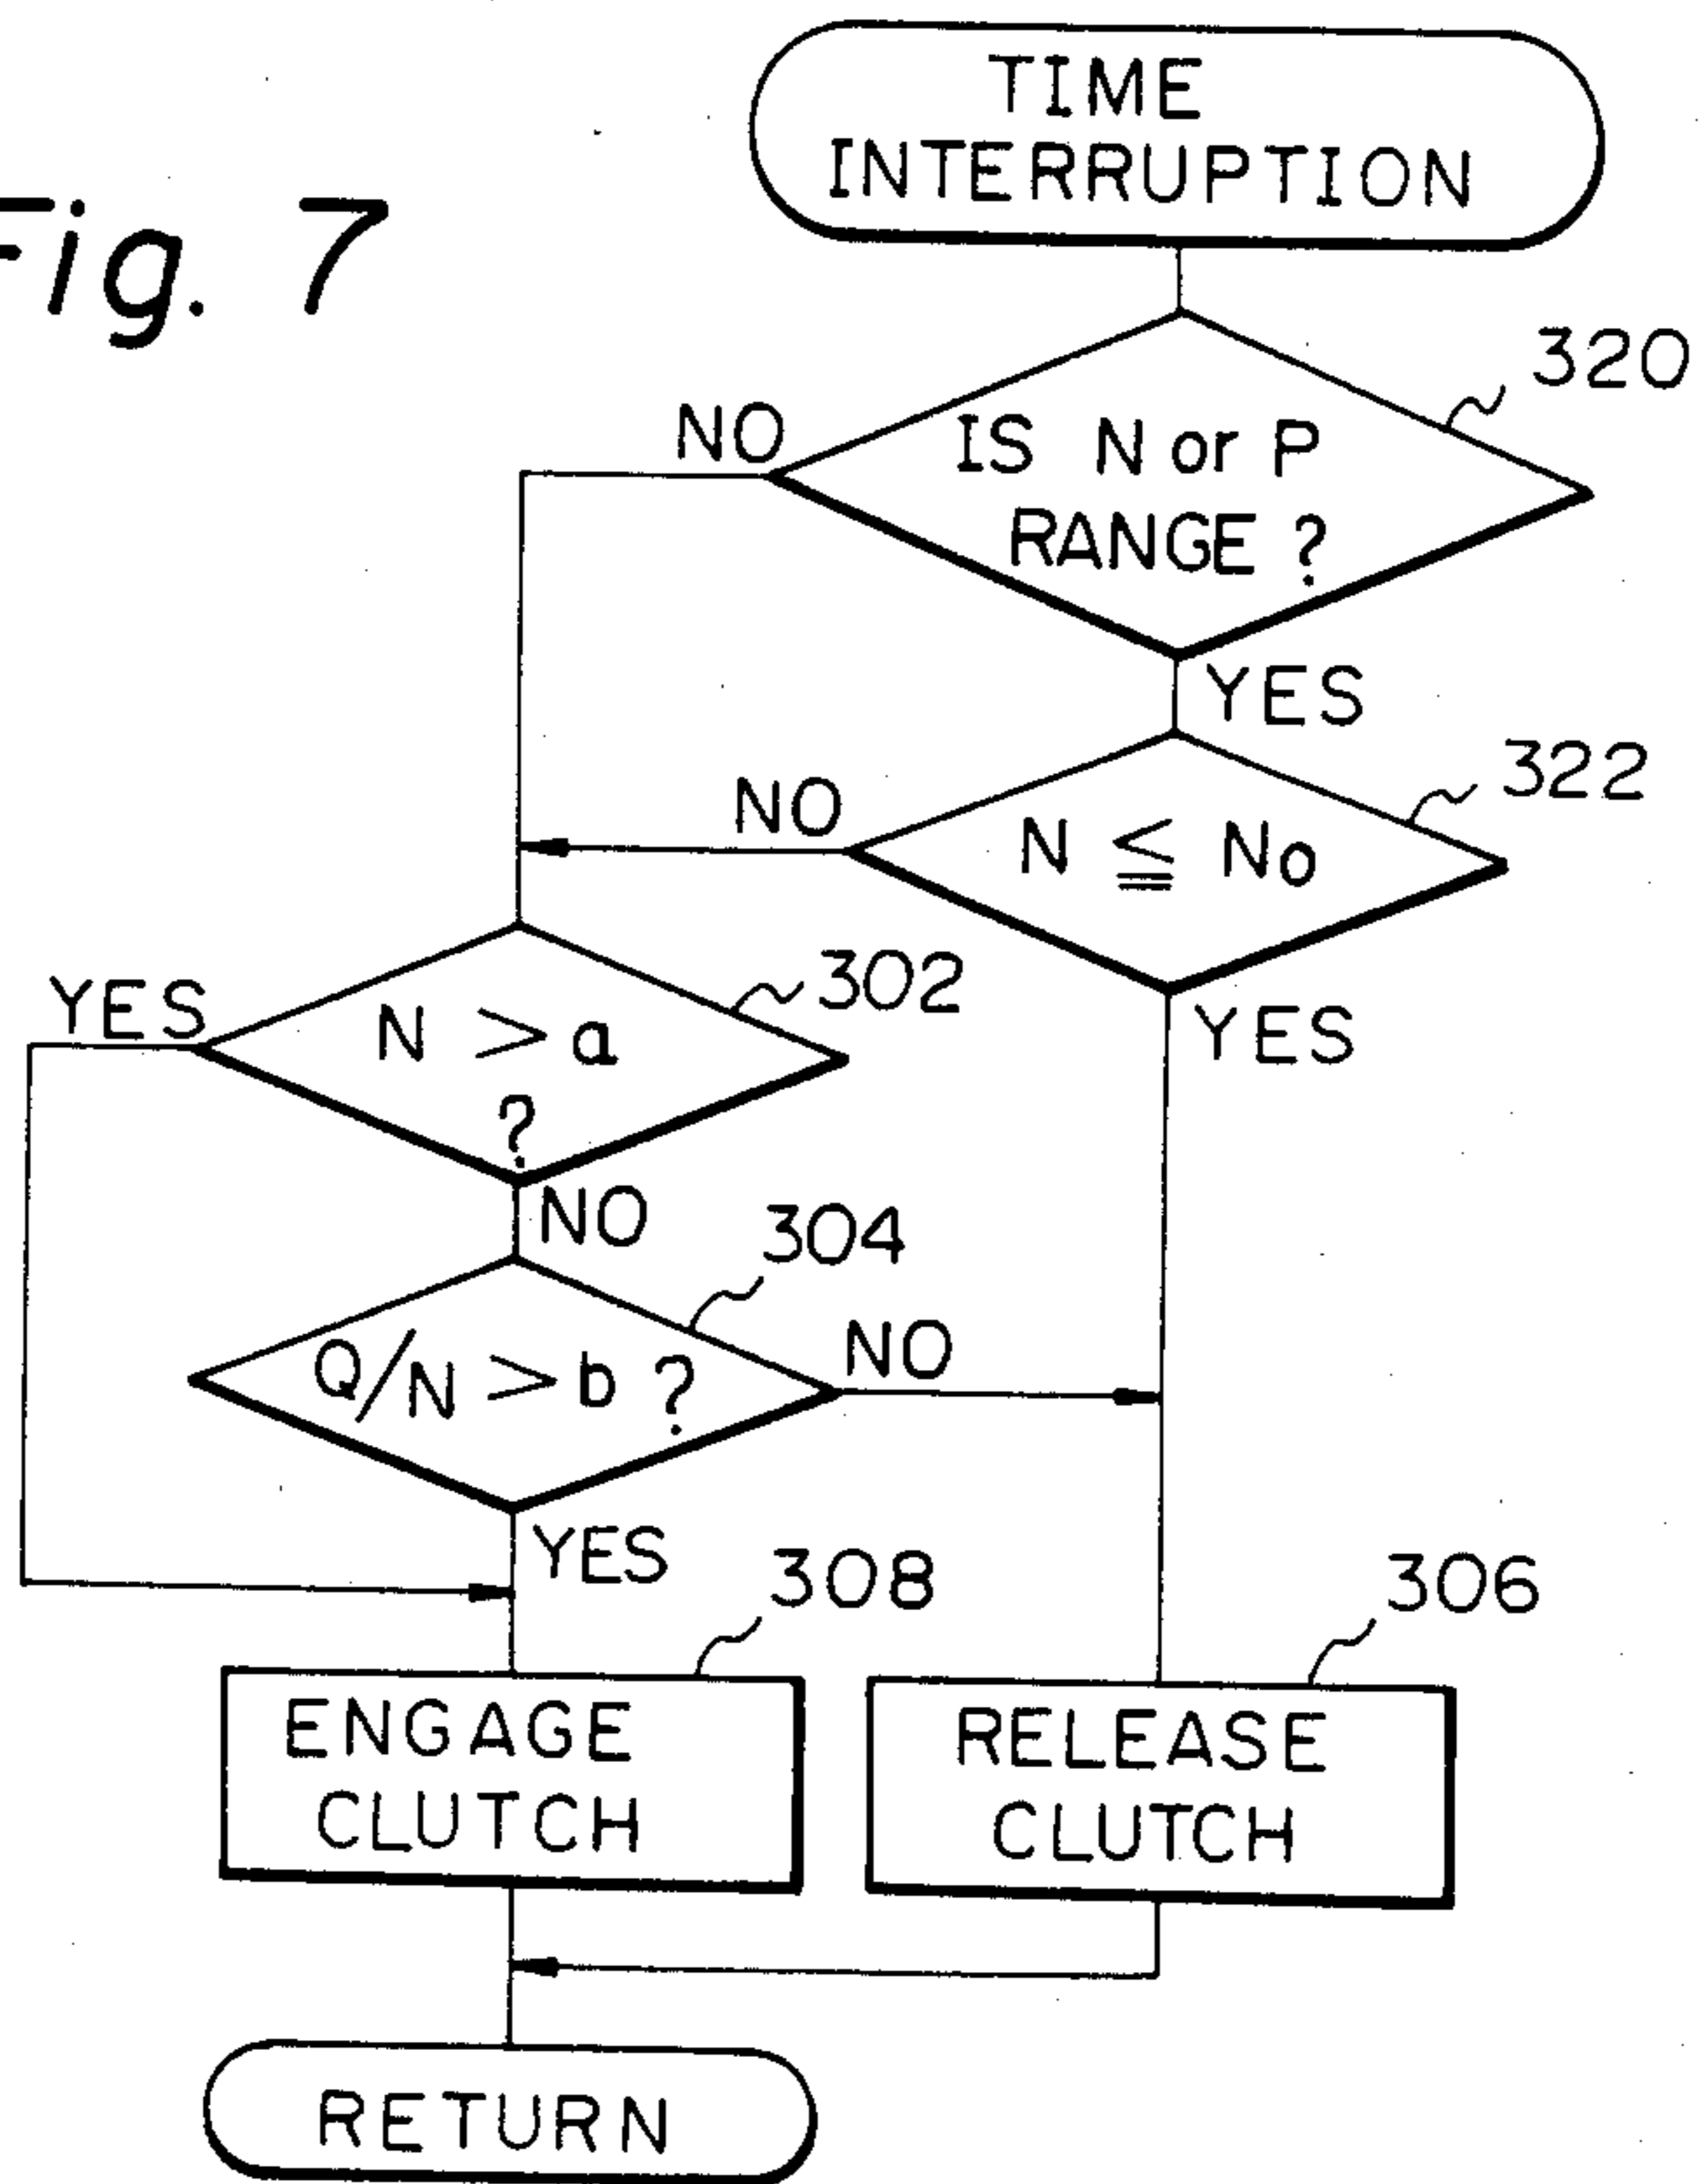 Fig. 7
TIME
INTERRUPTION
320
NO
IS N or P
RANGE ?
YES
322
NO
N ≦ No
YES
302
YES
N > a
?
NO
304
Q/N > b ?
NO
YES
308
306
ENGAGE
CLUTCH
RELEASE
CLUTCH
RETURN